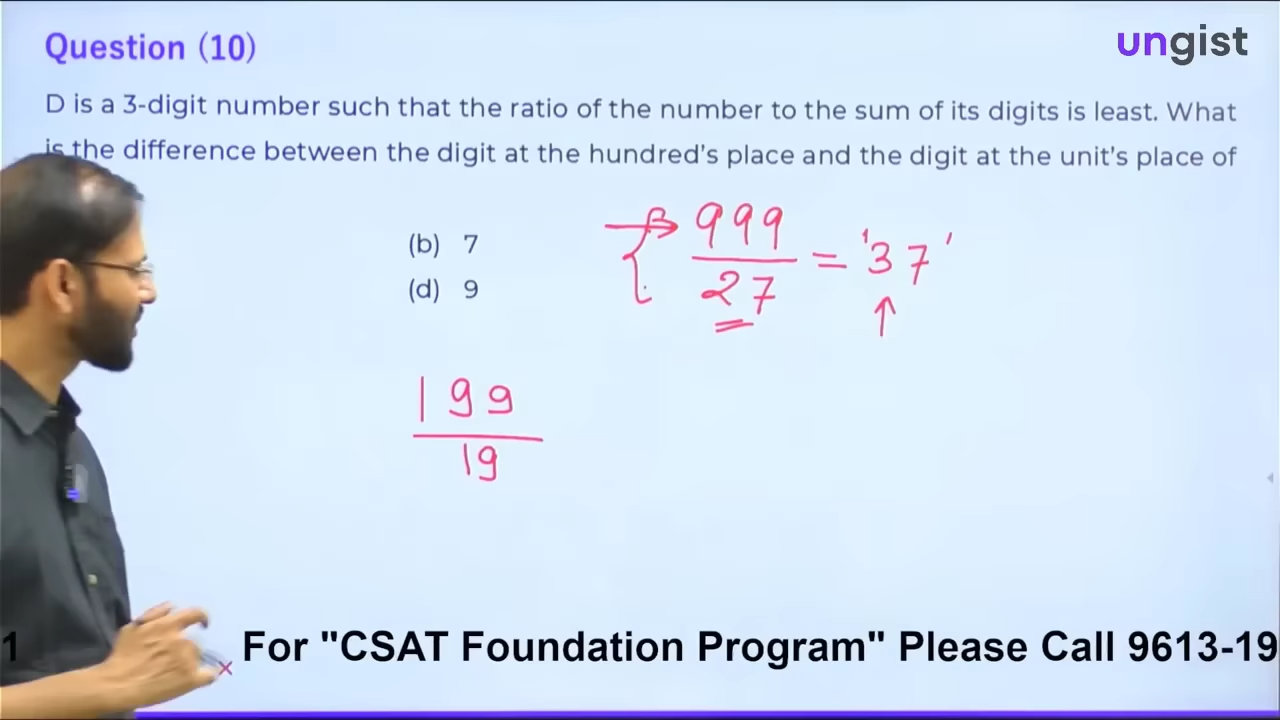 Question (10)
ungist
D is a 3-digit number such that the ratio of the number to the sum of its digits is least. What
is the difference between the digit at the hundred's place and the digit at the unit's place of
(b) 7
(d) 9
999
27
= '37'
199
19
1
For "CSAT Foundation Program" Please Call 9613-19